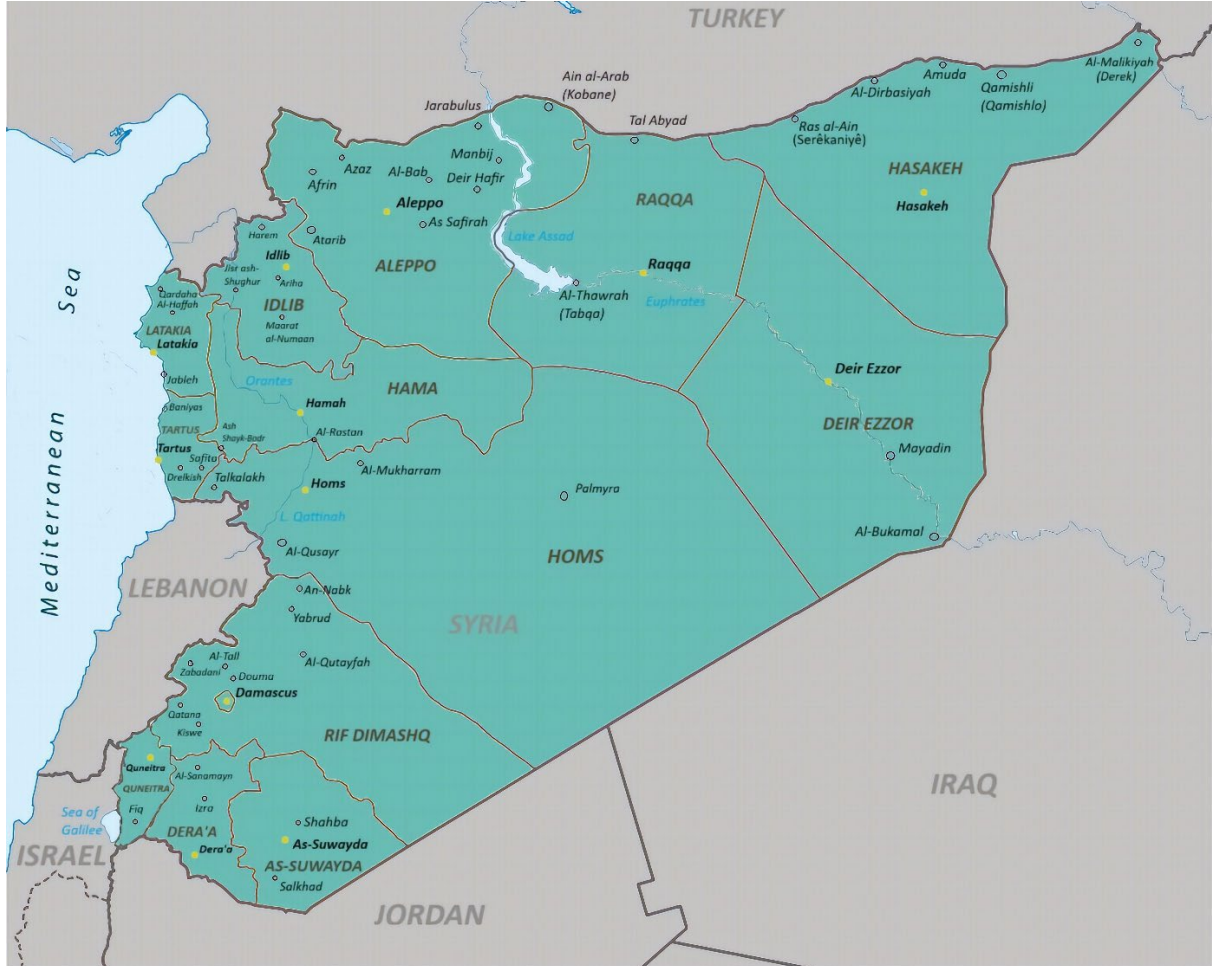 TURKEY
Al-Malikiyah
(Derek)
Amuda
Qamishli
(Qamishlo)
Al-Dirbasiyah
Ain al-Arab
(Kobane)
Jarabulus
Tal Abyad
Ras al-Ain
(Serêkaniyê)
HASAKEH
Hasakeh
Manbij
Azaz
Al-Bab
Deir Hafir
Afrin
Aleppo
As Safirah
RAQQA
Lake Assad
Harem
Atarib
Idlib
ALEPPO
Raqqa
Jisr ash-
Shughur
Ariha
IDLIB
Al-Thawrah
(Tabqa)
Euphrates
Qardaha
Al-Haffah
Maarat
al-Numaan
LATAKIA
Latakia
Jableh
Orantes
HAMA
Deir Ezzor
Baniyas
Hamah
DEIR EZZOR
TARTUS
Ash
Shayk-Badr
Al-Rastan
Tartus
Safita
Drelkish
Talkalakh
Al-Mukharram
Mayadin
Homs
Palmyra
L. Qattinah
Al-Bukamal
Al-Qusayr
HOMS
Mediterranean Sea
LEBANON
An-Nabk
Yabrud
SYRIA
Al-Tall
Zabadani
Douma
Al-Qutayfah
Damascus
Qatana
Kiswe
RIF DIMASHQ
Quneitra
Al-Sanamayn
QUNEITRA
IRAQ
Fiq
Izra
Sea of
Galilee
Shahba
DERA'A
Dera'a
As-Suwayda
ISRAEL
AS-SUWAYDA
Salkhad
JORDAN